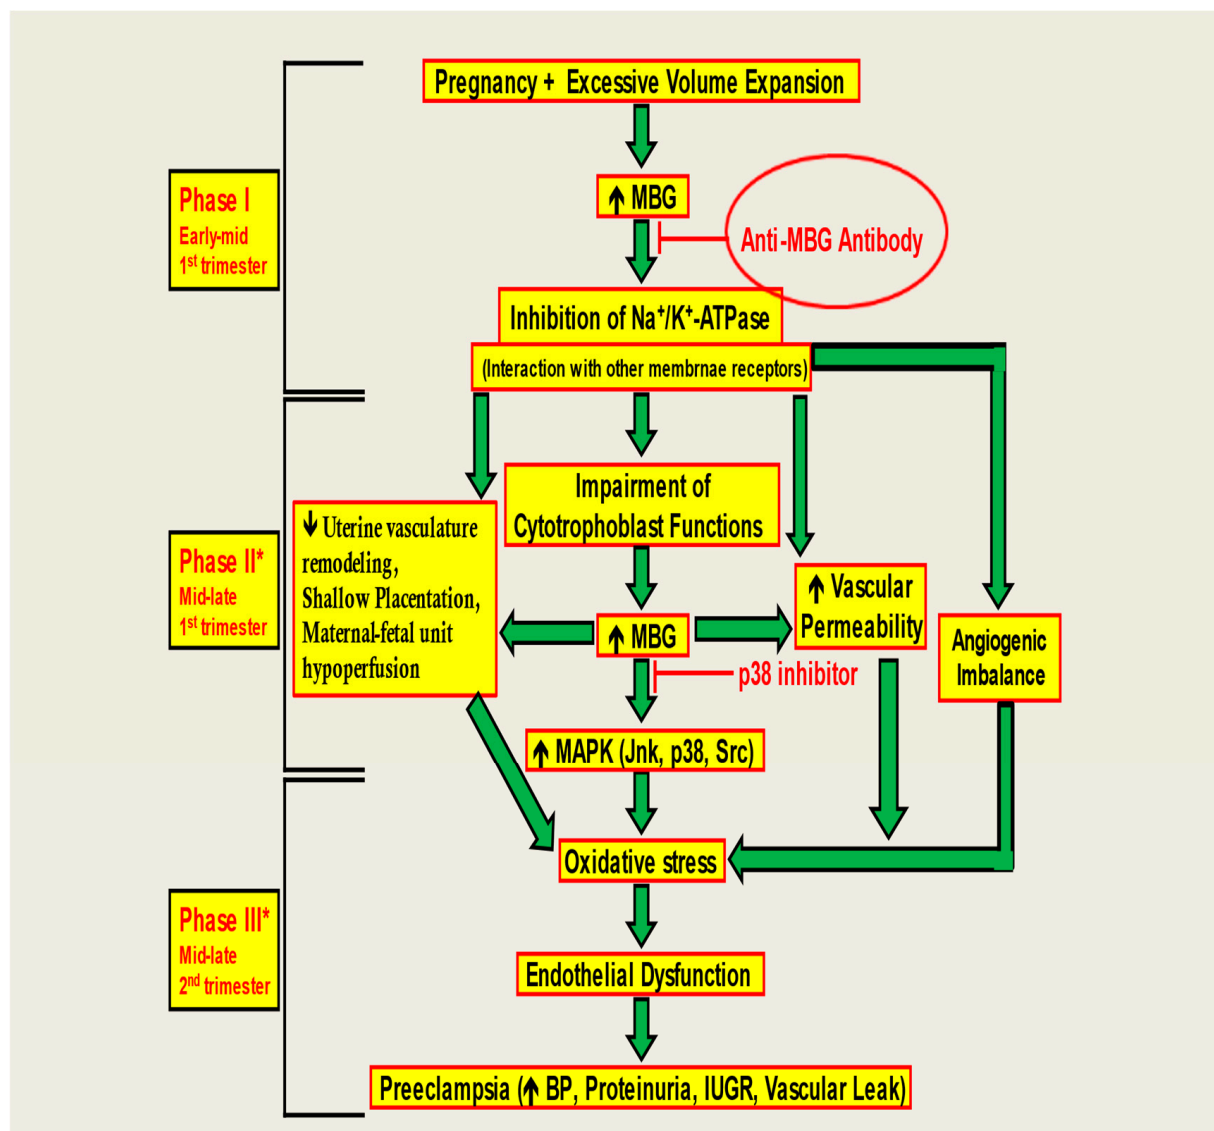 Pregnancy + Excessive Volume Expansion
Phase I
Early-mid
1st trimester
↑ MBG
Anti-MBG Antibody
Inhibition of Na⁺/K⁺-ATPase
(Interaction with other membrnae receptors)
Phase II*
Mid-late
1st trimester
Impairment of
Cytotrophoblast Functions
↓ Uterine vasculature
remodeling,
Shallow Placentation,
Maternal-fetal unit
hypoperfusion
↑ MBG
↑ Vascular
Permeability
Angiogenic
Imbalance
p38 inhibitor
↑ MAPK (Jnk, p38, Src)
Oxidative stress
Phase III*
Mid-late
2nd trimester
Endothelial Dysfunction
Preeclampsia (↑ BP, Proteinuria, IUGR, Vascular Leak)